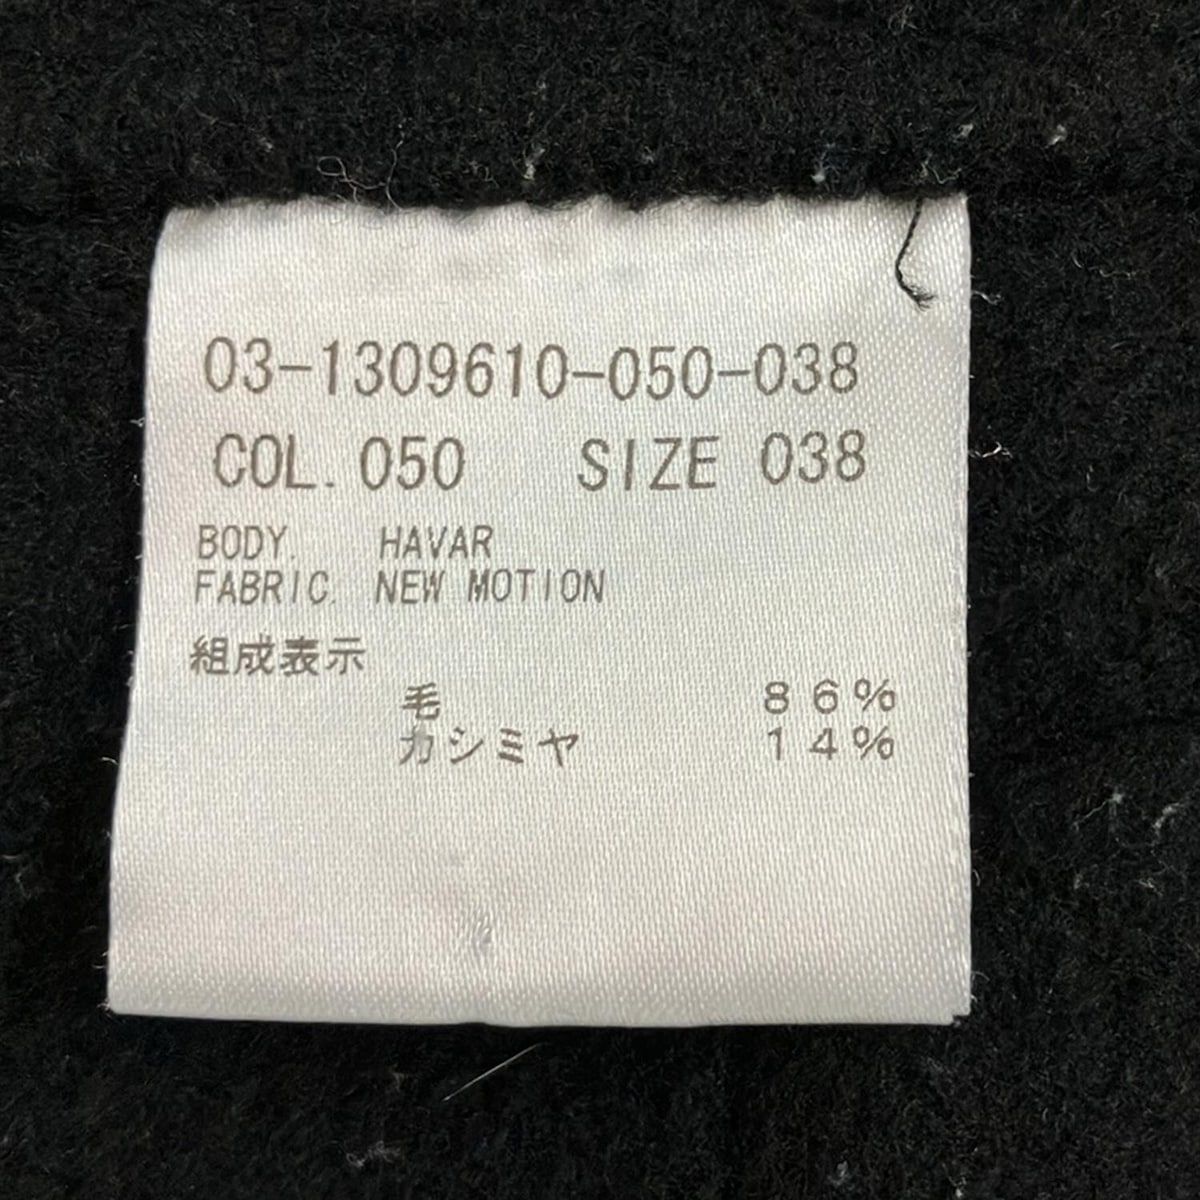 03-1309610-050-038
COL. 050 SIZE 038
BODY. HAVAR
FABRIC. NEW MOTION
組成表示
毛 86%
カシミヤ 14%